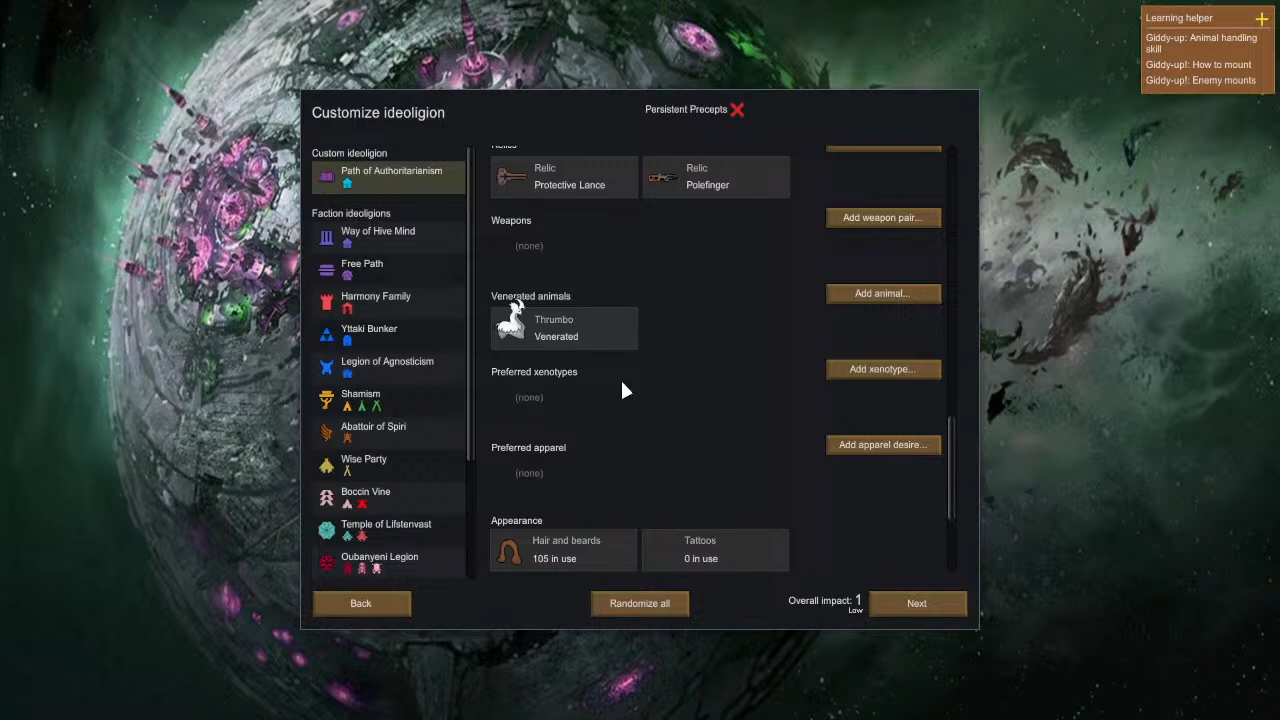 Learning helper
Giddy-up: Animal handling
skill
Giddy-up!: How to mount
Giddy-up!: Enemy mounts
Customize ideoligion
Persistent Precepts
Custom ideoligion
Path of Authoritarianism
Faction ideoligions
Way of Hive Mind
Free Path
Harmony Family
Yttaki Bunker
Legion of Agnosticism
Shamism
Abattoir of Spiri
Wise Party
Boccin Vine
Temple of Lifstenvast
Oubanyeni Legion
Relics
Relic
Protective Lance
Relic
Polefinger
Weapons
Add weapon pair...
(none)
Venerated animals
Add animal...
Thrumbo
Venerated
Preferred xenotypes
Add xenotype...
(none)
Preferred apparel
Add apparel desire...
(none)
Appearance
Hair and beards
105 in use
Tattoos
0 in use
Back
Randomize all
Overall impact: 1
Low
Next